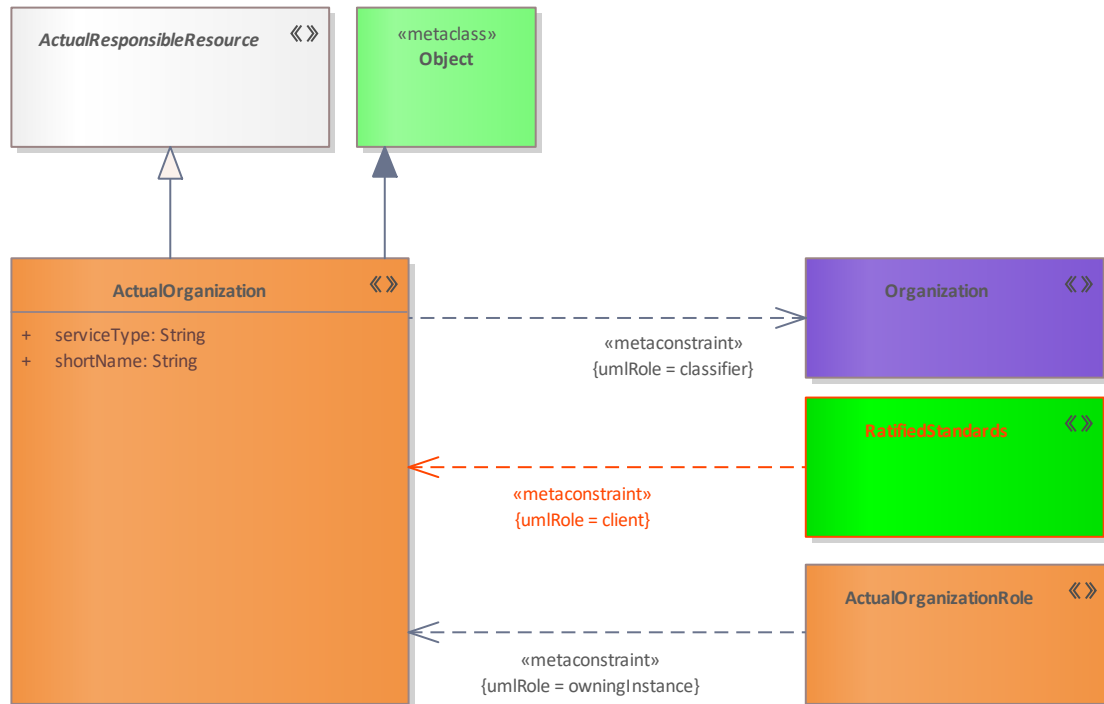 ActualResponsibleResource
«»
«metaclass»
Object
ActualOrganization
«»
+ serviceType: String
+ shortName: String
Organization
«»
«metaconstraint»
{umlRole = classifier}
RatifiedStandards
«»
«metaconstraint»
{umlRole = client}
ActualOrganizationRole
«»
«metaconstraint»
{umlRole = owningInstance}